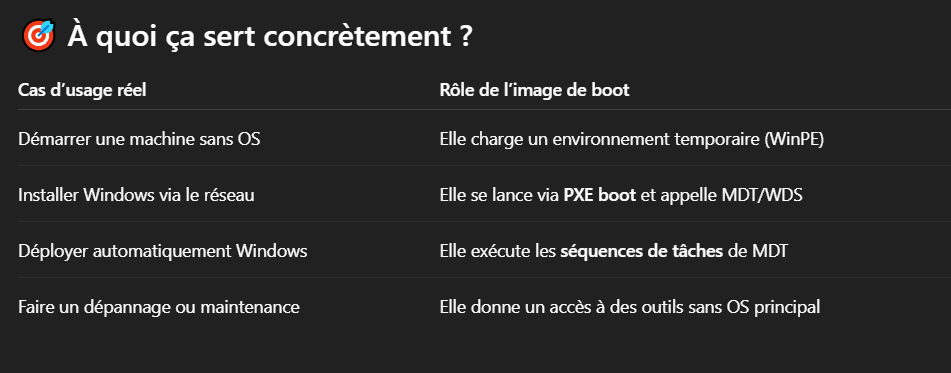 🎯 À quoi ça sert concrètement ?
Cas d’usage réel Rôle de l’image de boot
Démarrer une machine sans OS Elle charge un environnement temporaire (WinPE)
Installer Windows via le réseau Elle se lance via PXE boot et appelle MDT/WDS
Déployer automatiquement Windows Elle exécute les séquences de tâches de MDT
Faire un dépannage ou maintenance Elle donne un accès à des outils sans OS principal